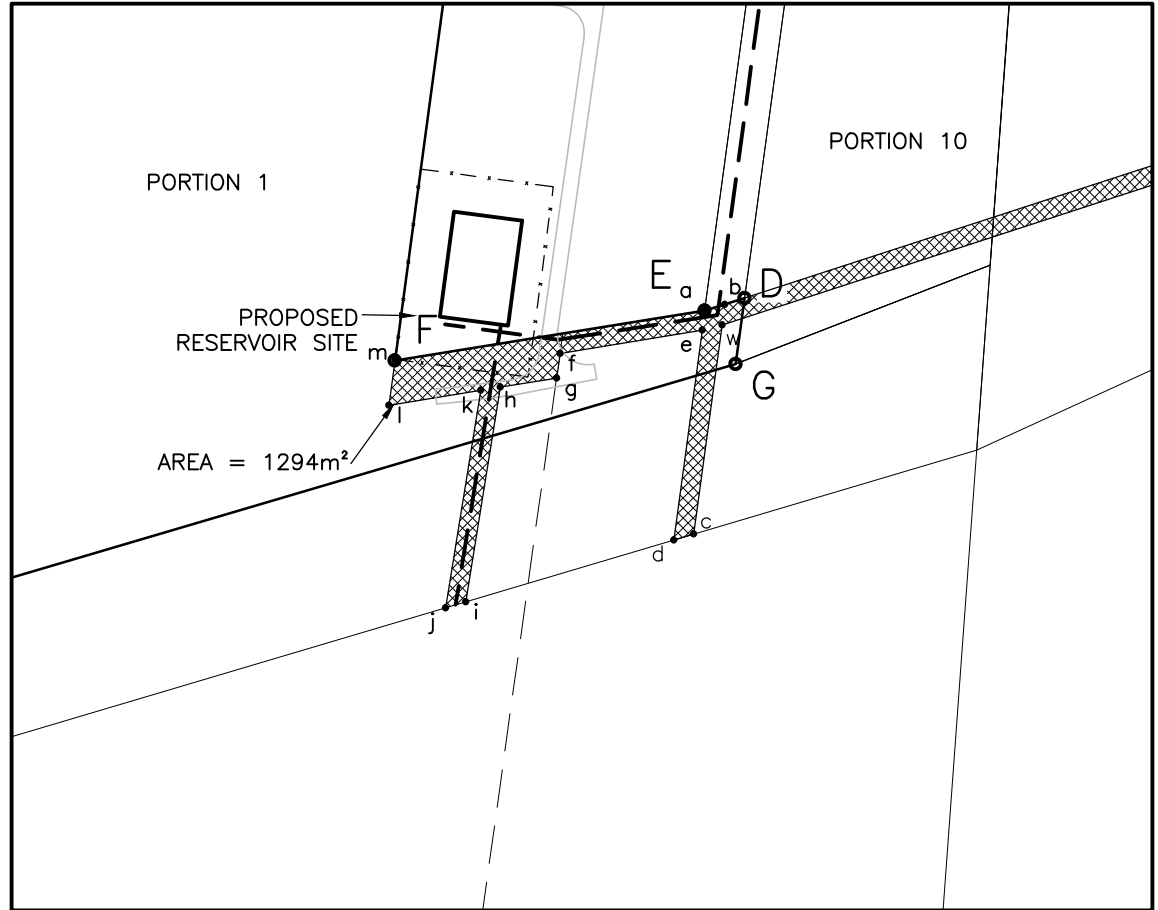 PORTION 10
PORTION 1
E
a
b
D
PROPOSED
RESERVOIR SITE
F
w
m
e
f
G
g
k
h
l
AREA = 1294m²
c
d
j
i